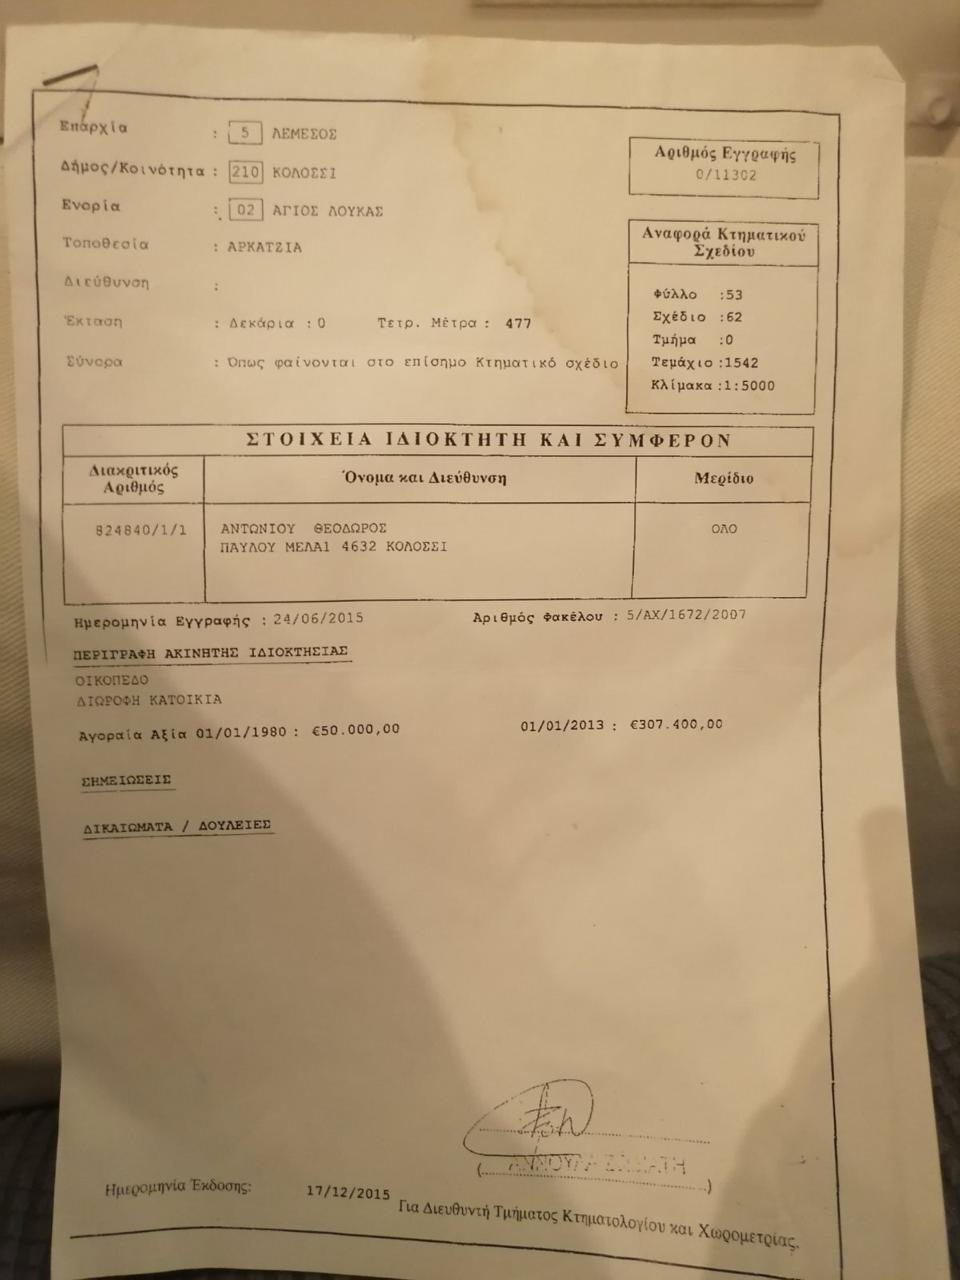 Επαρχία : 5 ΛΕΜΕΣΟΣ
Δήμος/Κοινότητα : 210 ΚΟΛΟΣΣΙ
Ενορία : 02 ΑΓΙΟΣ ΛΟΥΚΑΣ
Τοποθεσία : ΑΡΚΑΤΖΙΑ
Διεύθυνση :
Έκταση : Δεκάρια : 0 Τετρ. Μέτρα : 477
Σύνορα : Όπως φαίνονται στο επίσημο Κτηματικό σχέδιο
Αριθμός Εγγραφής
0/11302
Αναφορά Κτηματικού
Σχεδίου
Φύλλο :53
Σχέδιο :62
Τμήμα :0
Τεμάχιο :1542
Κλίμακα :1:5000
ΣΤΟΙΧΕΙΑ ΙΔΙΟΚΤΗΤΗ ΚΑΙ ΣΥΜΦΕΡΟΝ
Διακριτικός
Αριθμός
Όνομα και Διεύθυνση
Μερίδιο
824840/1/1
ΑΝΤΩΝΙΟΥ ΘΕΟΔΩΡΟΣ
ΠΑΥΛΟΥ ΜΕΛΑ1 4632 ΚΟΛΟΣΣΙ
ΟΛΟ
Ημερομηνία Εγγραφής : 24/06/2015 Αριθμός Φακέλου : 5/ΑΧ/1672/2007
ΠΕΡΙΓΡΑΦΗ ΑΚΙΝΗΤΗΣ ΙΔΙΟΚΤΗΣΙΑΣ
ΟΙΚΟΠΕΔΟ
ΔΙΩΡΟΦΗ ΚΑΤΟΙΚΙΑ
Αγοραία Αξία 01/01/1980 : €50.000,00 01/01/2013 : €307.400,00
ΣΗΜΕΙΩΣΕΙΣ
ΔΙΚΑΙΩΜΑΤΑ / ΔΟΥΛΕΙΕΣ
ΑΝΝΟΥΛΑ
Ημερομηνία Έκδοσης: 17/12/2015
Για Διευθυντή Τμήματος Κτηματολογίου και Χωρομετρίας.